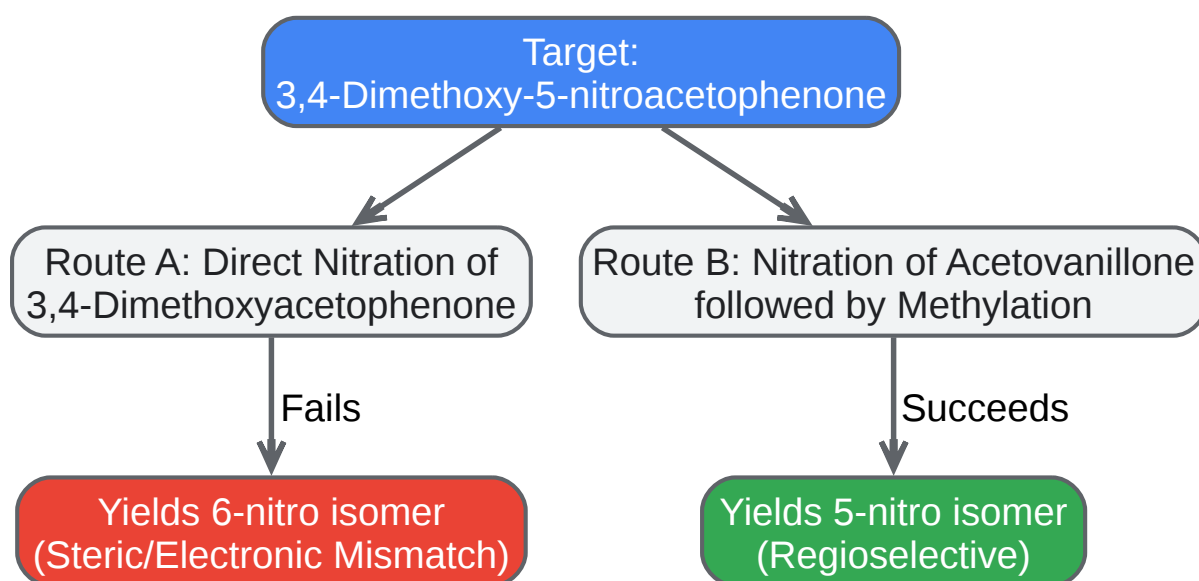 Target:
3,4-Dimethoxy-5-nitroacetophenone
Route A: Direct Nitration of
3,4-Dimethoxyacetophenone
Route B: Nitration of Acetovanillone
followed by Methylation
Fails
Succeeds
Yields 6-nitro isomer
(Steric/Electronic Mismatch)
Yields 5-nitro isomer
(Regioselective)